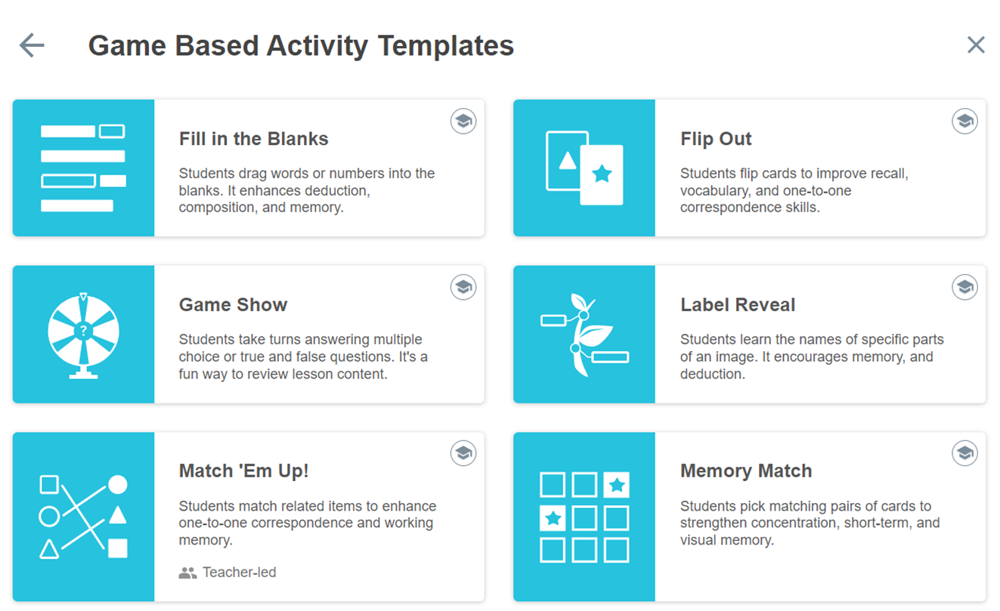 Game Based Activity Templates
Fill in the Blanks
Students drag words or numbers into the
blanks. It enhances deduction,
composition, and memory.
Flip Out
Students flip cards to improve recall,
vocabulary, and one-to-one
correspondence skills.
?
Game Show
Students take turns answering multiple
choice or true and false questions. It's a
fun way to review lesson content.
Label Reveal
Students learn the names of specific parts
of an image. It encourages memory, and
deduction.
Match 'Em Up!
Students match related items to enhance
one-to-one correspondence and working
memory.
Teacher-led
Memory Match
Students pick matching pairs of cards to
strengthen concentration, short-term, and
visual memory.